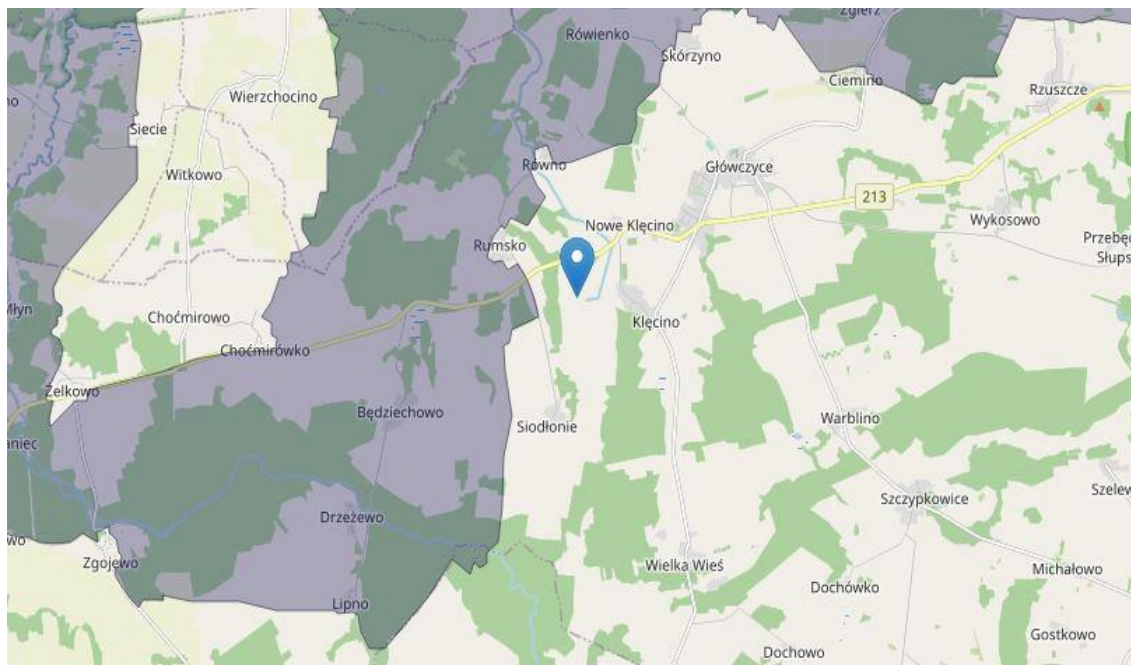 Zgierz
Rówienko
Skórzyno
Ciemino
Rzuszcze
Wierzchocino
Siecie
Witkowo
Równo
Główczyce
213
Nowe Klęcino
Wykosowo
Rumsko
Przebęd
Słups
Młyn
Choćmirowo
Klęcino
Choćmirówko
Żelkowo
Będziechowo
Siodłonie
Warblino
aniec
Szelew
Szczypkowice
Drzeżewo
wo
Zgojewo
Wielka Wieś
Michałowo
Dochówko
Lipno
Gostkowo
Dochowo